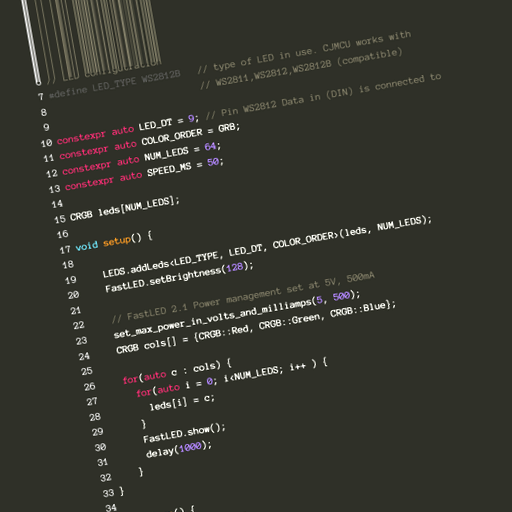 6 // LED configuration
7 #define LED_TYPE WS2812B // type of LED in use. CJMCU works with
8 // WS2811,WS2812,WS2812B (compatible)
9
10 constexpr auto LED_DT = 9; // Pin WS2812 Data in (DIN) is connected to
11 constexpr auto COLOR_ORDER = GRB;
12 constexpr auto NUM_LEDS = 64;
13 constexpr auto SPEED_MS = 50;
14
15 CRGB leds[NUM_LEDS];
16
17 void setup() {
18
19 LEDS.addLeds<LED_TYPE, LED_DT, COLOR_ORDER>(leds, NUM_LEDS);
20 FastLED.setBrightness(128);
21
22 // FastLED 2.1 Power management set at 5V, 500mA
23 set_max_power_in_volts_and_milliamps(5, 500);
24 CRGB cols[] = {CRGB::Red, CRGB::Green, CRGB::Blue};
25
26 for(auto c : cols) {
27 for(auto i = 0; i<NUM_LEDS; i++ ) {
28 leds[i] = c;
29 }
30 FastLED.show();
31 delay(1000);
32 }
33 }
34
() {